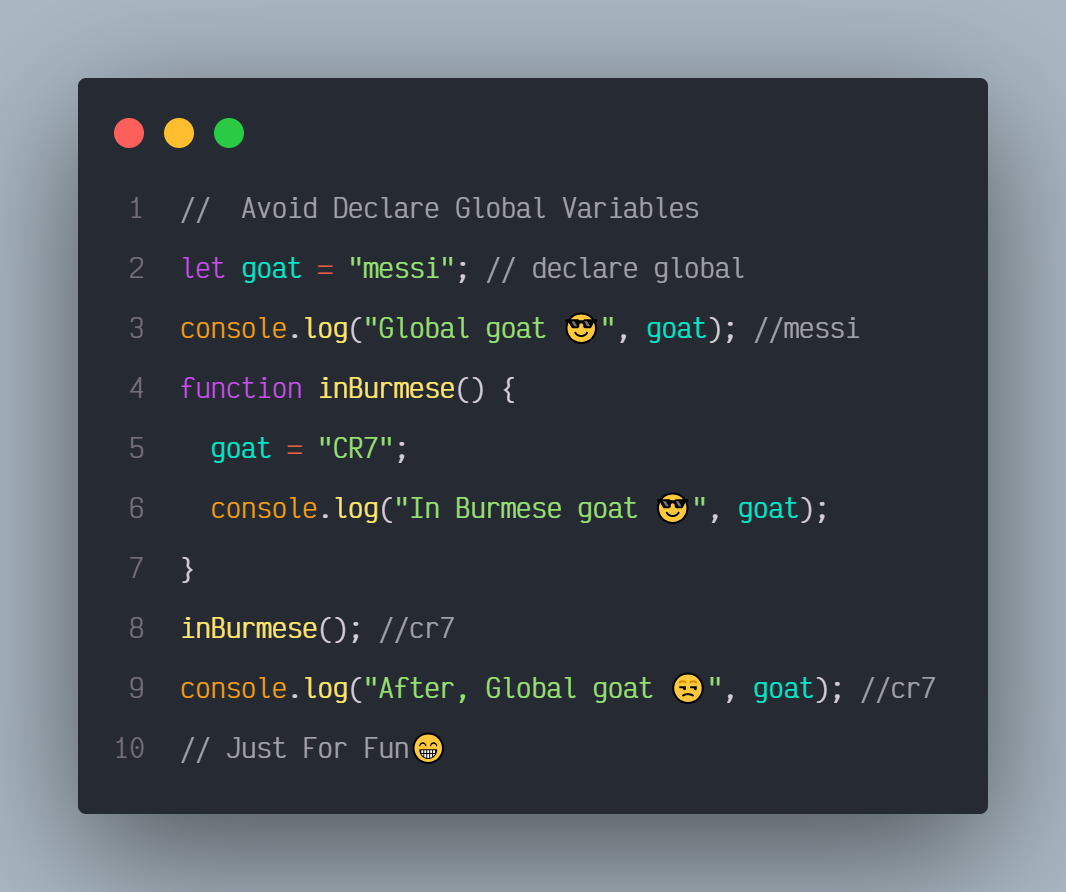 1 //  Avoid Declare Global Variables
2 let goat = "messi"; // declare global
3 console.log("Global goat 😎", goat); //messi
4 function inBurmese() {
5   goat = "CR7";
6   console.log("In Burmese goat 😎", goat);
7 }
8 inBurmese(); //cr7
9 console.log("After, Global goat 😒", goat); //cr7
10 // Just For Fun😁